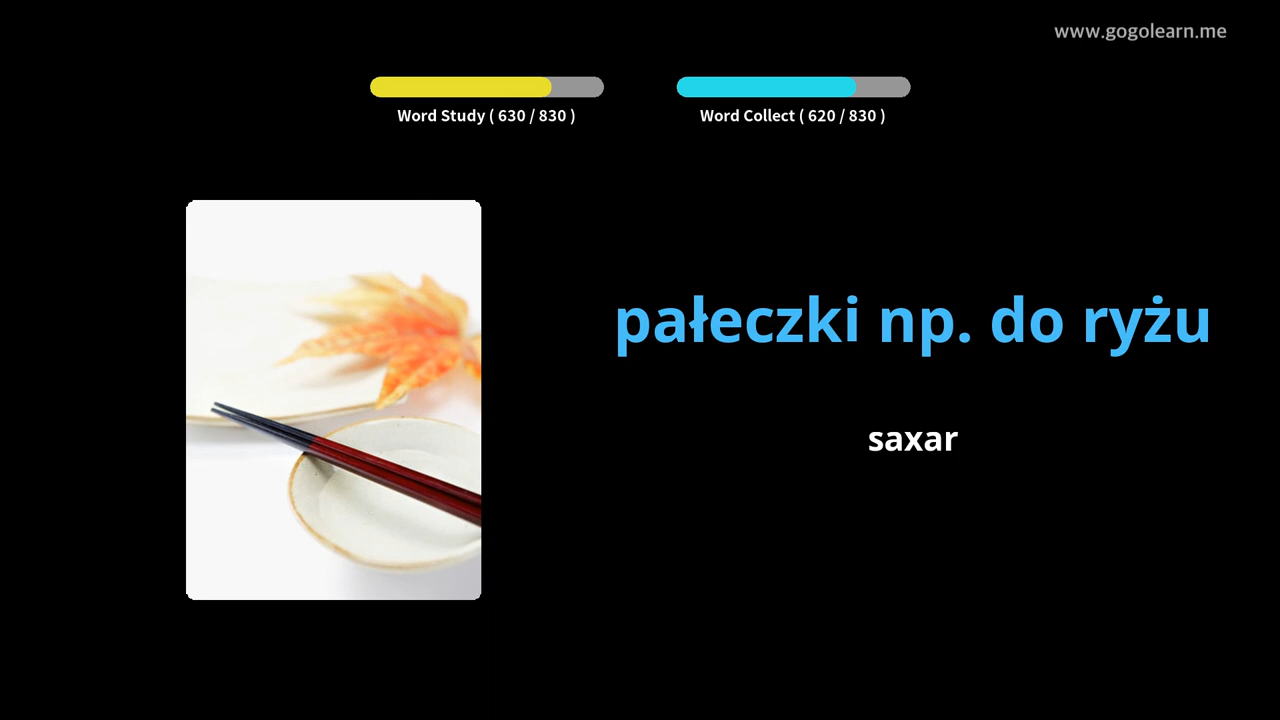 www.gogolearn.me
Word Study ( 630 / 830 )
Word Collect ( 620 / 830 )
pałeczki np. do ryżu
saxar